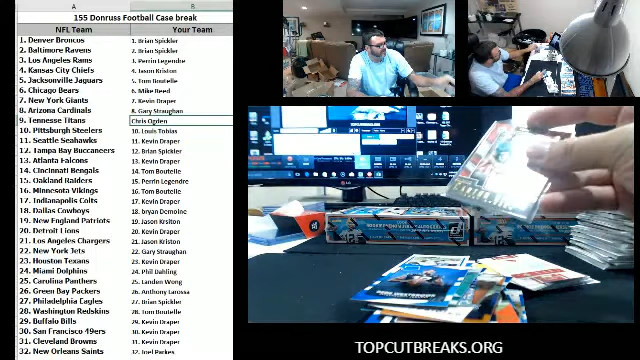 A B
155 Donruss Football Case break
NFL Team Your Team
1. Denver Broncos 1. Brian Spickler
2. Baltimore Ravens 2. Brian Spickler
3. Los Angeles Rams 3. Perrin Legendre
4. Kansas City Chiefs 4. Jason Kriston
5. Jacksonville Jaguars 5. Tom Boutelle
6. Chicago Bears 6. Mike Reed
7. New York Giants 7. Kevin Draper
8. Arizona Cardinals 8. Gary Straughan
9. Tennesse Titans Chris Ogden
10. Pittsburgh Steelers 10. Louis Tobias
11. Seattle Seahawks 11. Kevin Draper
12. Tampa Bay Buccaneers 12. Brian Spickler
13. Atlanta Falcons 13. Kevin Draper
14. Cincinnati Bengals 14. Tom Boutelle
15. Oakland Raiders 15. Perrin Legendre
16. Minnesota Vikings 16. Tom Boutelle
17. Indianapolis Colts 17. Kevin Draper
18. Dallas Cowboys 18. bryan Demoine
19. New England Patriots 19. Jason Kriston
20. Detroit Lions 20. Kevin Draper
21. Los Angeles Chargers 21. Jason Kriston
22. New York Jets 22. Gary Straughan
23. Houston Texans 23. Kevin Draper
24. Miami Dolphins 24. Phil Dahling
25. Carolina Panthers 25. Landen Wong
26. Green Bay Packers 26. Anthony Larossa
27. Philadelphia Eagles 27. Brian Spickler
28. Washington Redskins 28. Tom Boutelle
29. Buffalo Bills 29. Kevin Draper
30. San Francisco 49ers 30. Kevin Draper
31. Cleveland Browns 31. Kevin Draper
32. New Orleans Saints 32. Joel Parkes
TOPCUTBREAKS.ORG